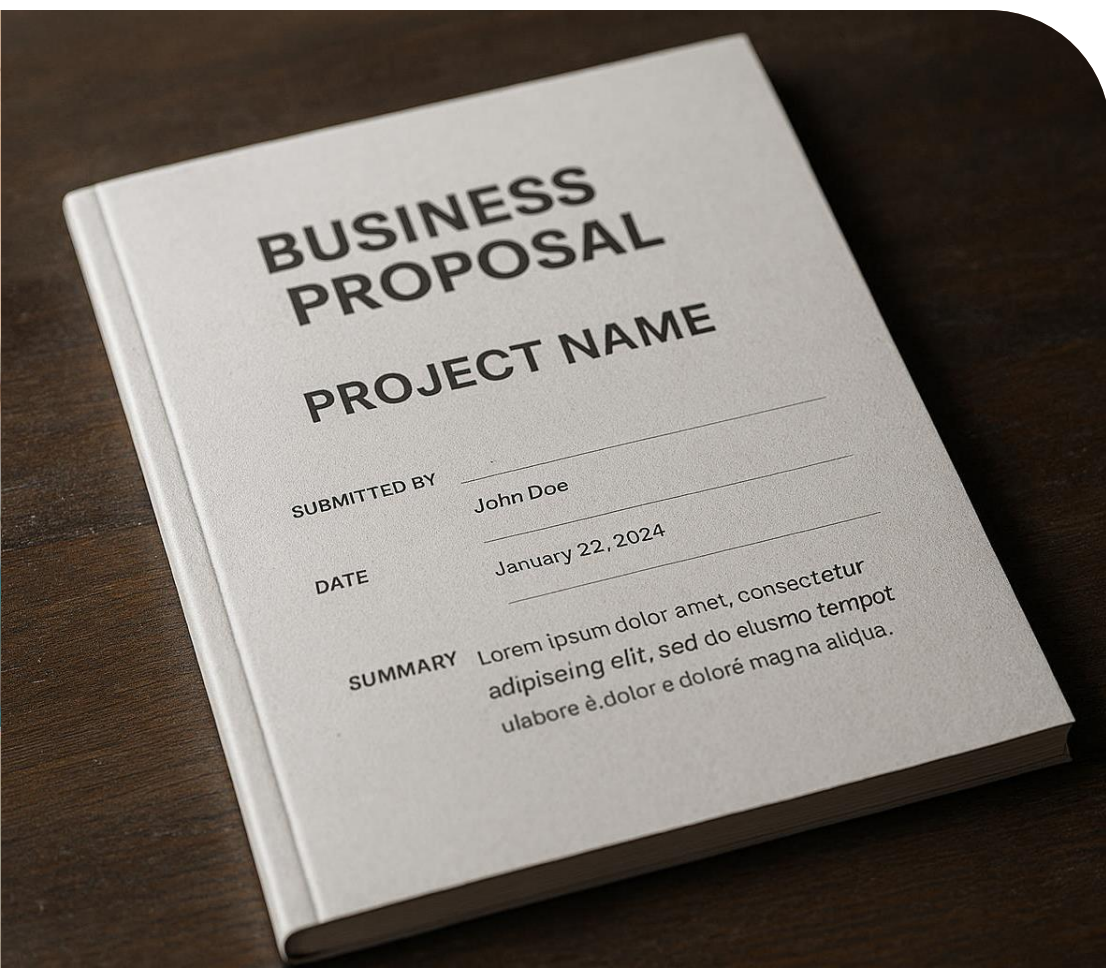 BUSINESS
PROPOSAL
PROJECT NAME
SUBMITTED BY
John Doe
DATE
January 22, 2024
SUMMARY
Lorem ipsum dolor amet, consectetur
adipiseing elit, sed do elusmo tempot
ulabore è.dolor e doloré magna aliqua.